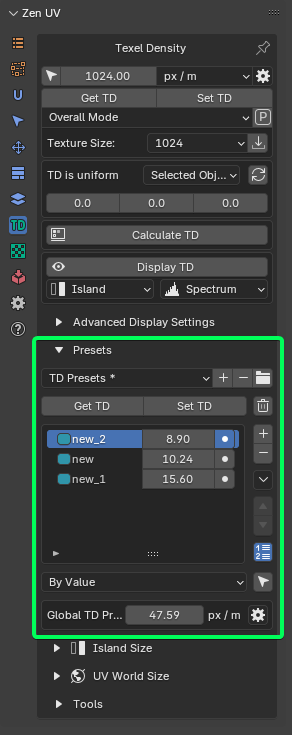 Zen UV
Texel Density
1024.00 px / m
Get TD Set TD
Overall Mode P
Texture Size: 1024
TD is uniform Selected Obj...
0.0 0.0 0.0
Calculate TD
Display TD
Island Spectrum
Advanced Display Settings
Presets
TD Presets *
Get TD Set TD
new_2 8.90
new 10.24
new_1 15.60
By Value
Global TD Pr... 47.59 px / m
Island Size
UV World Size
Tools
U
TD
1
2